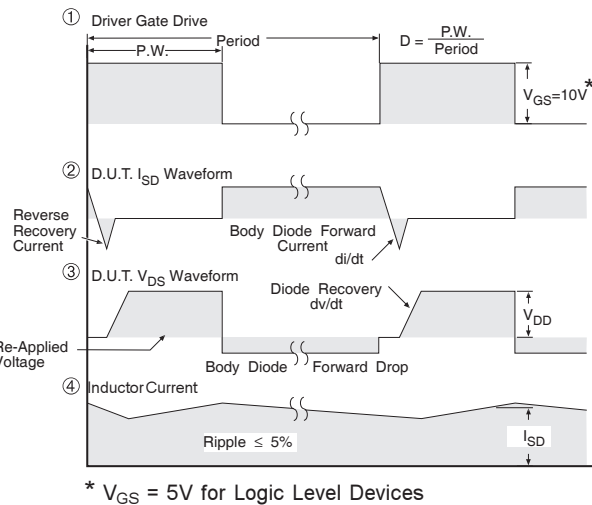 ① Driver Gate Drive
P.W.
Period
D = P.W. / Period
V_GS=10V*
② D.U.T. I_SD Waveform
Reverse
Recovery
Current
Body Diode Forward
Current
di/dt
③ D.U.T. V_DS Waveform
Diode Recovery
dv/dt
V_DD
Re-Applied
Voltage
Body Diode Forward Drop
④ Inductor Current
Ripple ≤ 5%
I_SD
* V_GS = 5V for Logic Level Devices